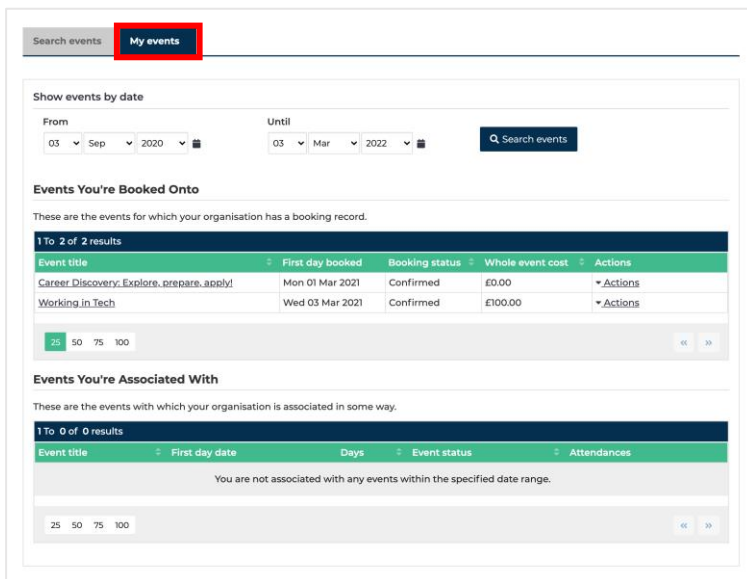 Search events My events
Show events by date
From Until
03 Sep 2020 03 Mar 2022 Search events
Events You're Booked Onto
These are the events for which your organisation has a booking record.
1 To 2 of 2 results
Event title First day booked Booking status Whole event cost Actions
Career Discovery: Explore, prepare, apply! Mon 01 Mar 2021 Confirmed £0.00 Actions
Working in Tech Wed 03 Mar 2021 Confirmed £100.00 Actions
25 50 75 100 « »
Events You're Associated With
These are the events with which your organisation is associated in some way.
1 To 0 of 0 results
Event title First day date Days Event status Attendances
You are not associated with any events within the specified date range.
25 50 75 100 « »